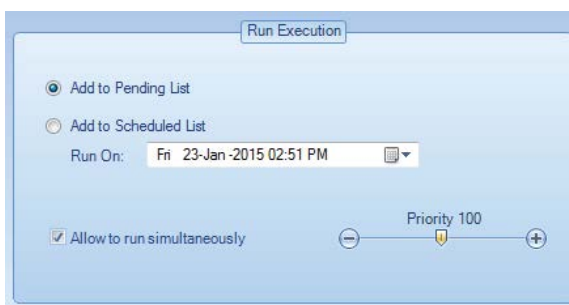 Run Execution
Add to Pending List
Add to Scheduled List
Run On: Fri 23-Jan -2015 02:51 PM
Priority 100
Allow to run simultaneously